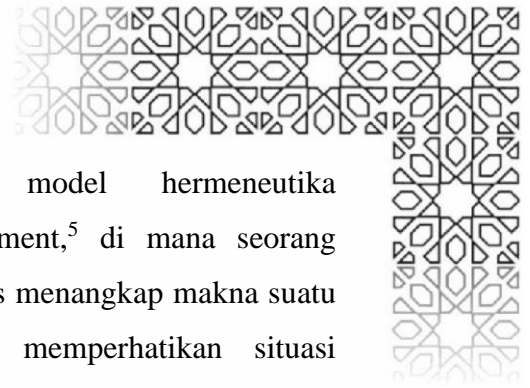 model hermeneutika
ment,⁵ di mana seorang
s menangkap makna suatu
memperhatikan situasi